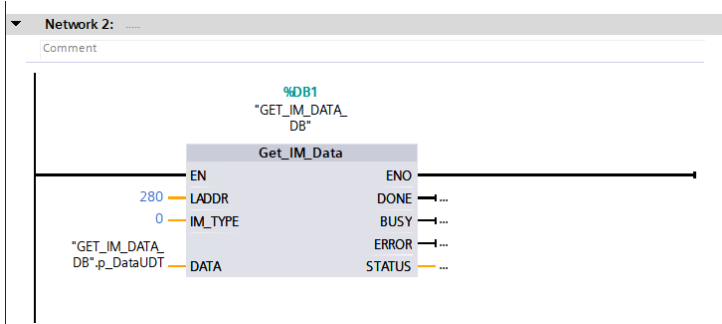 Network 2: .....
Comment
%DB1
"GET_IM_DATA_
DB"
Get_IM_Data
EN ENO
280 LADDR DONE ...
0 IM_TYPE BUSY ...
ERROR ...
"GET_IM_DATA_
DB".p_DataUDT DATA STATUS ...